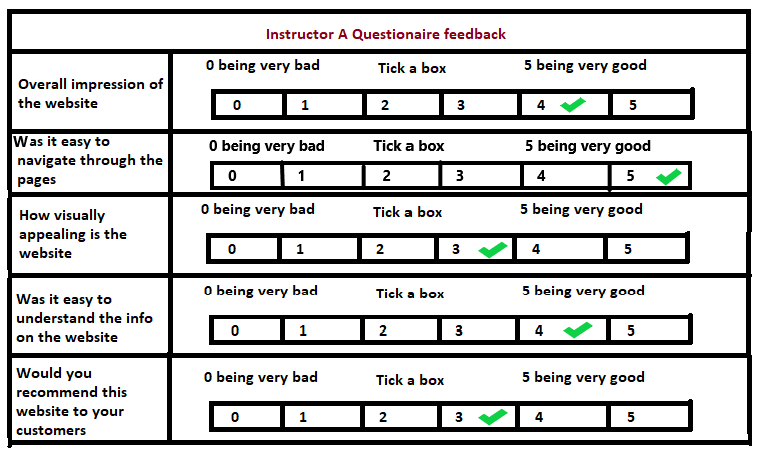 Instructor A Questionaire feedback
Overall impression of
the website
0 being very bad Tick a box 5 being very good
0 1 2 3 4 5
Was it easy to
navigate through the
pages
0 being very bad Tick a box 5 being very good
0 1 2 3 4 5
How visually
appealing is the
website
0 being very bad Tick a box 5 being very good
0 1 2 3 4 5
Was it easy to
understand the info
on the website
0 being very bad Tick a box 5 being very good
0 1 2 3 4 5
Would you
recommend this
website to your
customers
0 being very bad Tick a box 5 being very good
0 1 2 3 4 5